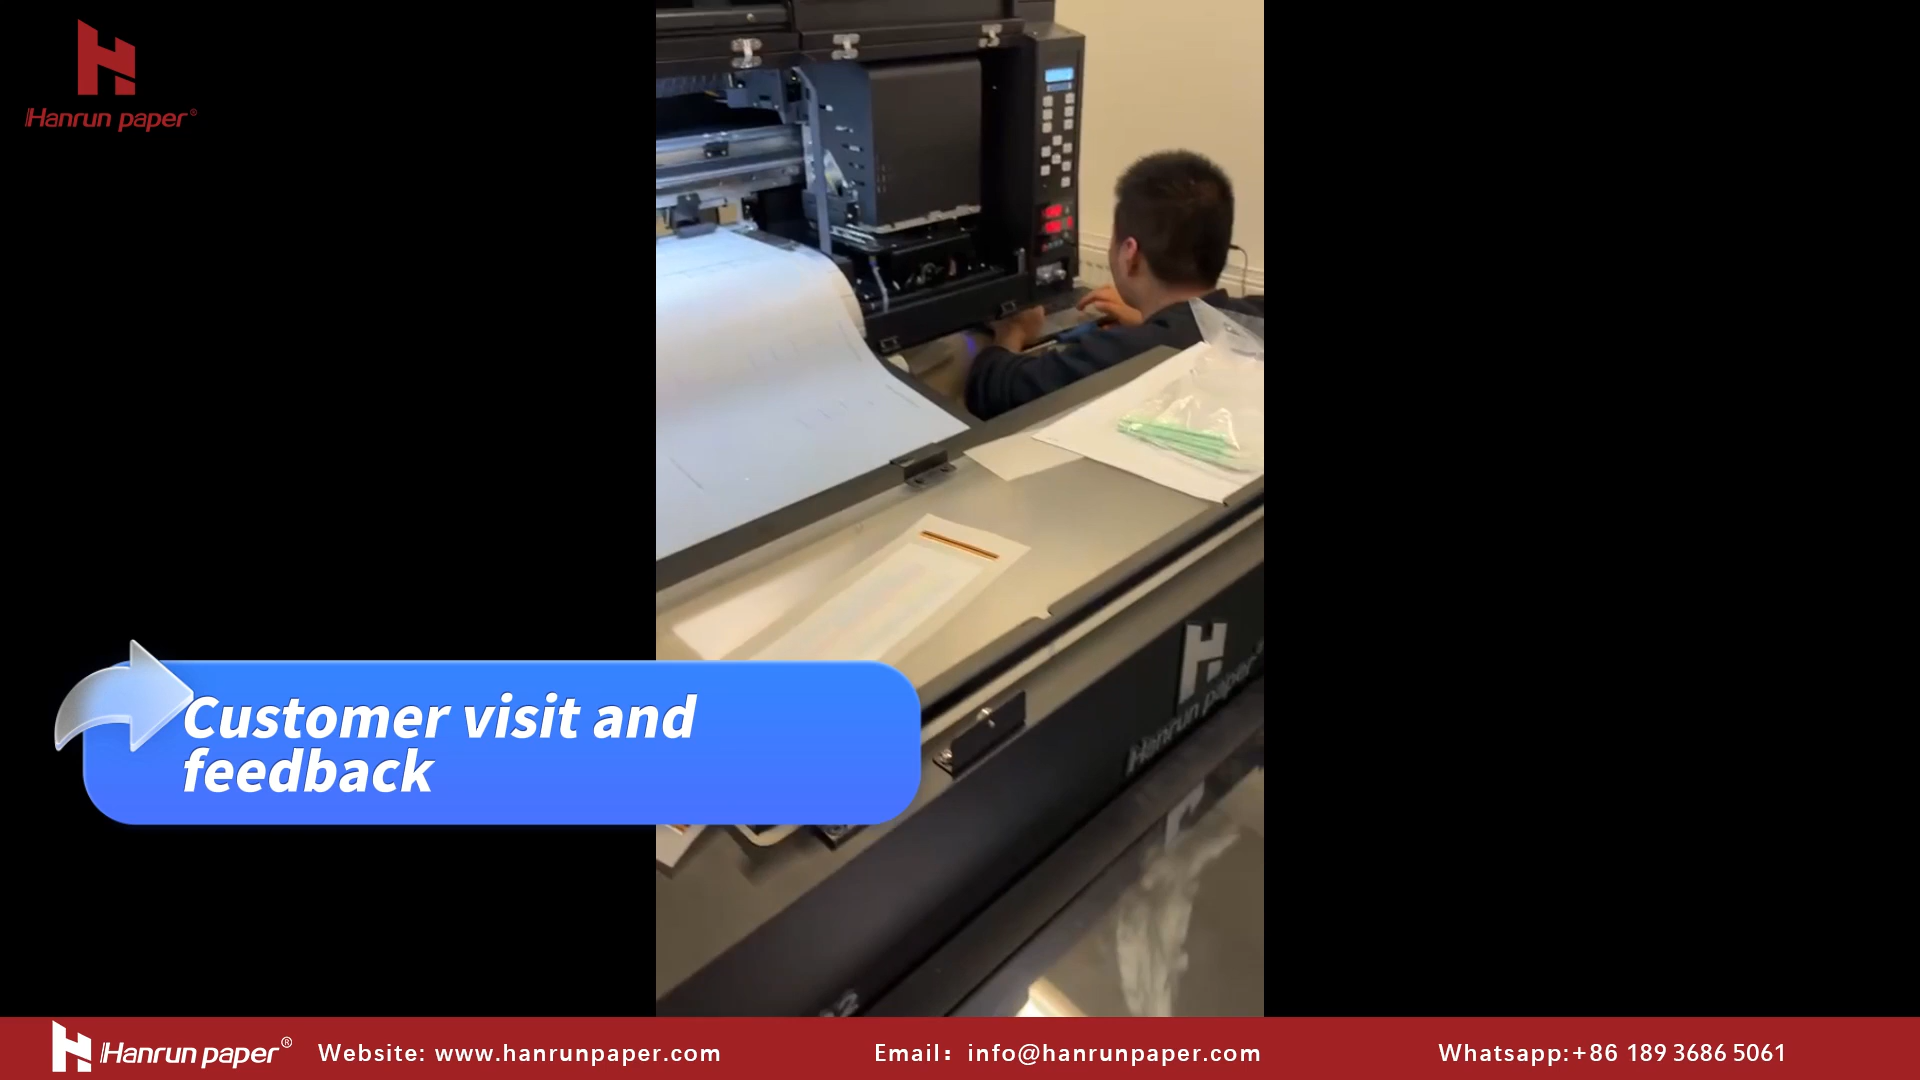 Hanrun paper®
Customer visit and
feedback
Hanrun paper
Hanrun paper®
Website: www.hanrunpaper.com
Email: info@hanrunpaper.com
Whatsapp:+86 189 3686 5061